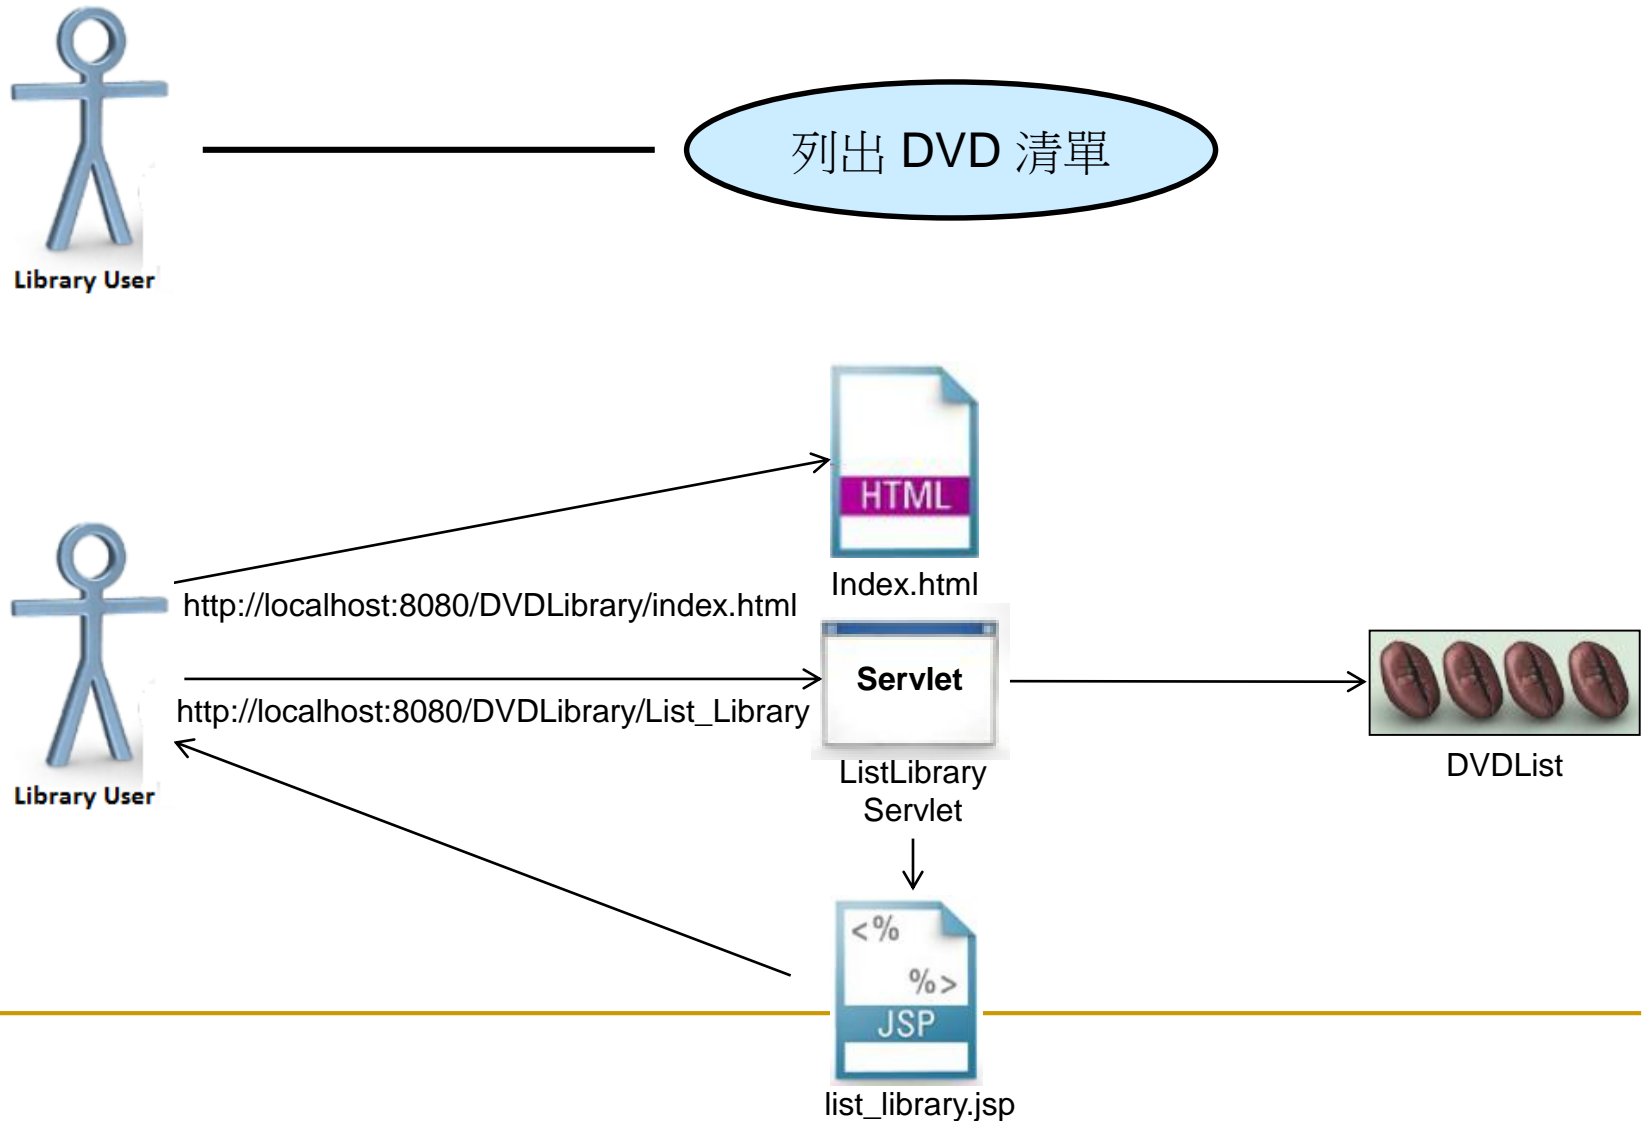 Library User
列出 DVD 清單
HTML
Index.html
http://localhost:8080/DVDLibrary/index.html
Servlet
http://localhost:8080/DVDLibrary/List_Library
ListLibrary
Servlet
DVDList
Library User
<%
%>
JSP
list_library.jsp